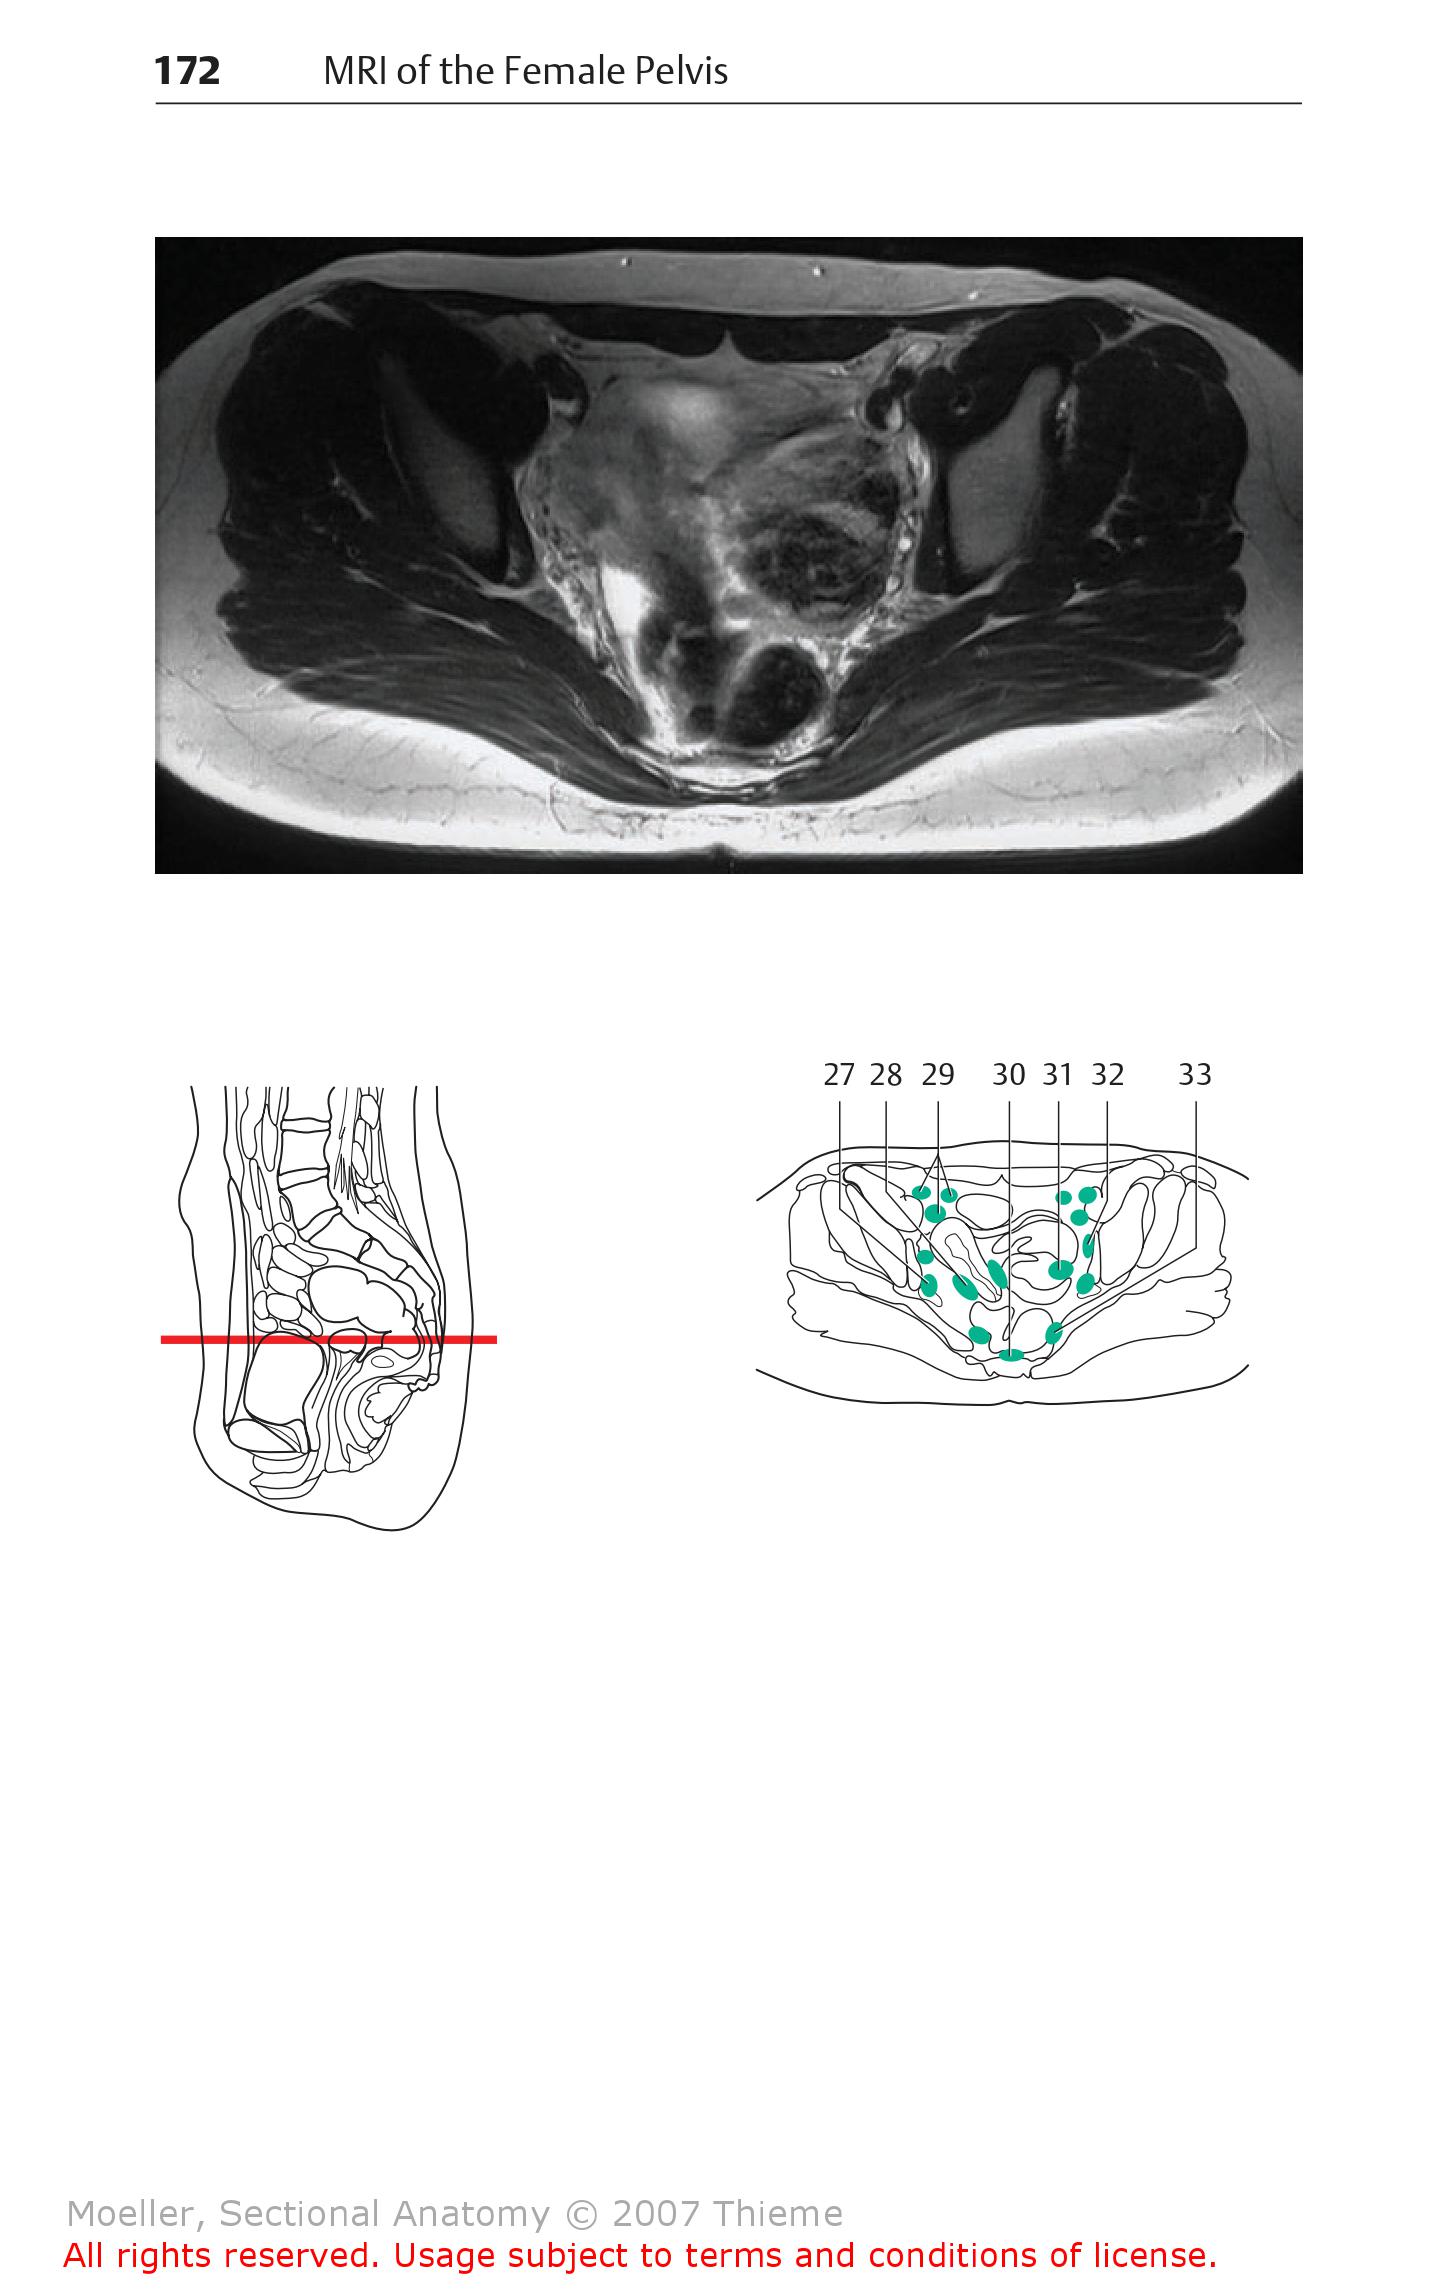 172 MRI of the Female Pelvis
27 28 29 30 31 32 33
Moeller, Sectional Anatomy © 2007 Thieme
All rights reserved. Usage subject to terms and conditions of license.